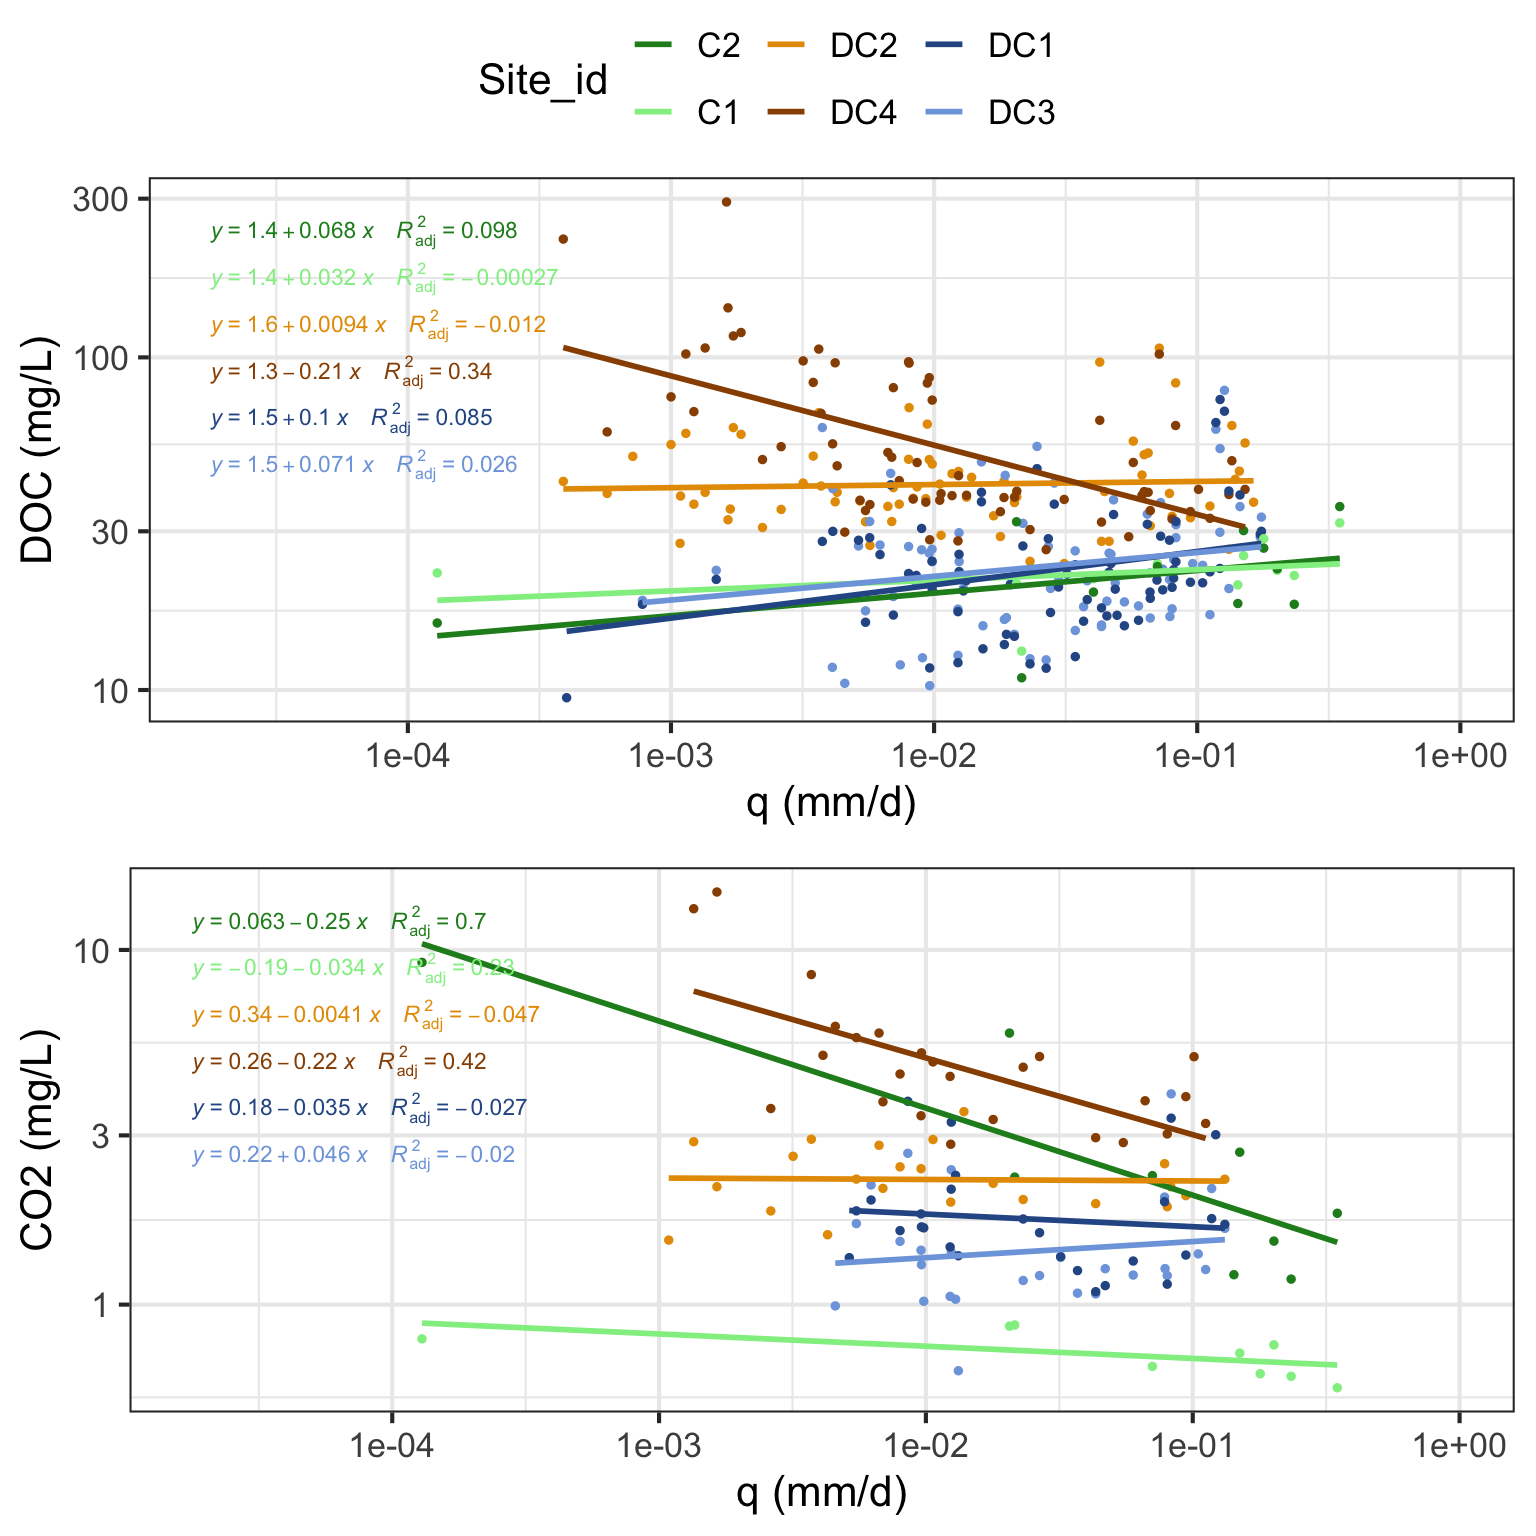 Site_id
C2 DC2 DC1
C1 DC4 DC3
300
100
30
10
DOC (mg/L)
y = 1.4 + 0.068 x R²adj = 0.098
y = 1.4 + 0.032 x R²adj = −0.00027
y = 1.6 + 0.0094 x R²adj = −0.012
y = 1.3 − 0.21 x R²adj = 0.34
y = 1.5 + 0.1 x R²adj = 0.085
y = 1.5 + 0.071 x R²adj = 0.026
1e-04 1e-03 1e-02 1e-01 1e+00
q (mm/d)
10
3
1
CO2 (mg/L)
y = 0.063 − 0.25 x R²adj = 0.7
y = −0.19 − 0.034 x R²adj = 0.23
y = 0.34 − 0.0041 x R²adj = −0.047
y = 0.26 − 0.22 x R²adj = 0.42
y = 0.18 − 0.035 x R²adj = −0.027
y = 0.22 + 0.046 x R²adj = −0.02
1e-04 1e-03 1e-02 1e-01 1e+00
q (mm/d)